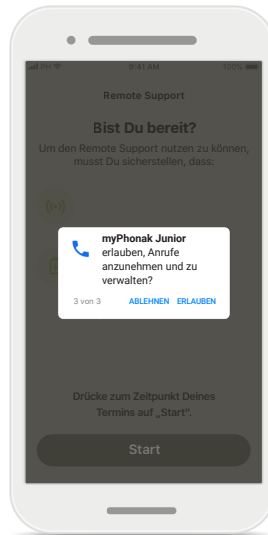 PH 9:41 AM 100%
Remote Support
Bist Du bereit?
Um den Remote Support nutzen zu können,
musst Du sicherstellen, dass:
myPhonak Junior
erlauben, Anrufe
anzunehmen und zu
verwalten?
3 von 3 ABLEHNEN ERLAUBEN
Drücke zum Zeitpunkt Deines
Termins auf „Start“.
Start